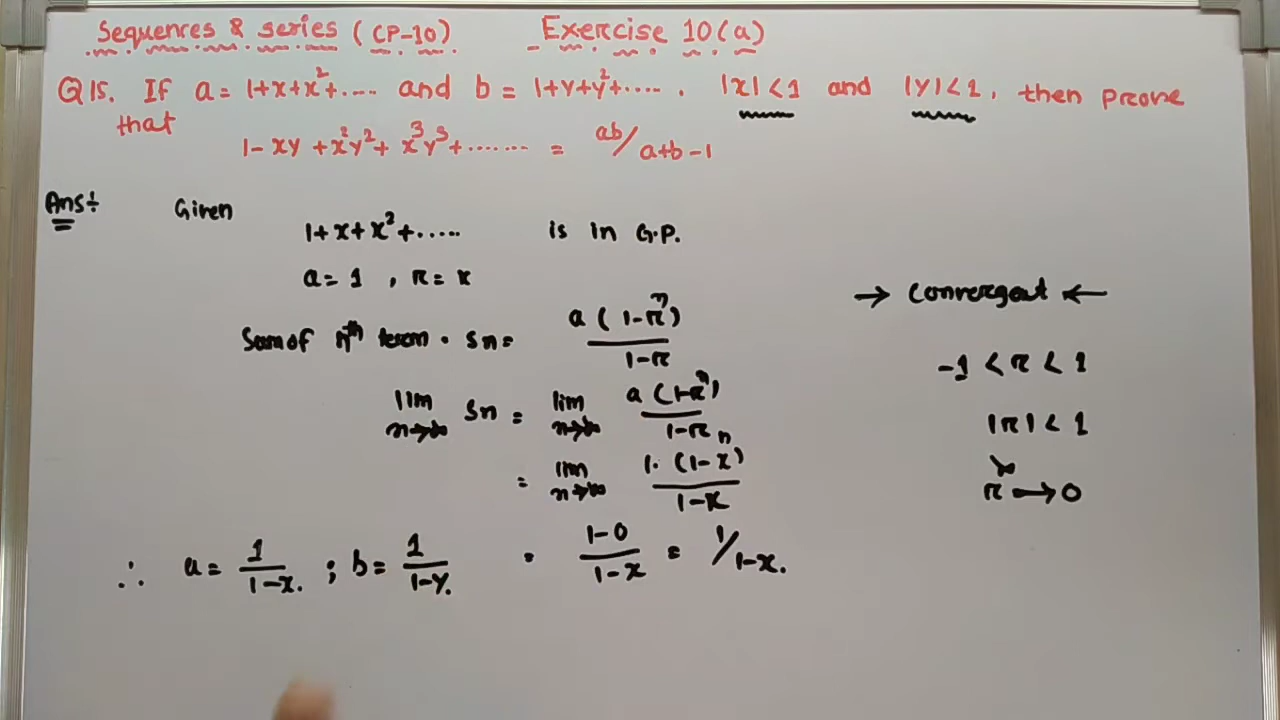 Sequences & series (CP-10). Exercise 10(a)
Q15. If a = 1+x+x²+.... and b = 1+y+y²+..... . |x|<1 and |y|<1, then prove
that
1-xy+x²y²+x³y³+....... = ab/a+b-1
Ans÷ Given
1+x+x²+..... is in G.P.
a=1, r=x
→ Convergent ←
Sum of nth term. Sn = a(1-rⁿ)/1-r
-1<r<1
lim n→∞ Sn = lim n→∞ a(1-rⁿ)/1-r
|r|<1
= lim n→∞ 1.(1-xⁿ)/1-x
r^∞→0
∴ a = 1/1-x. ; b = 1/1-y. = 1-0/1-x = 1/1-x.